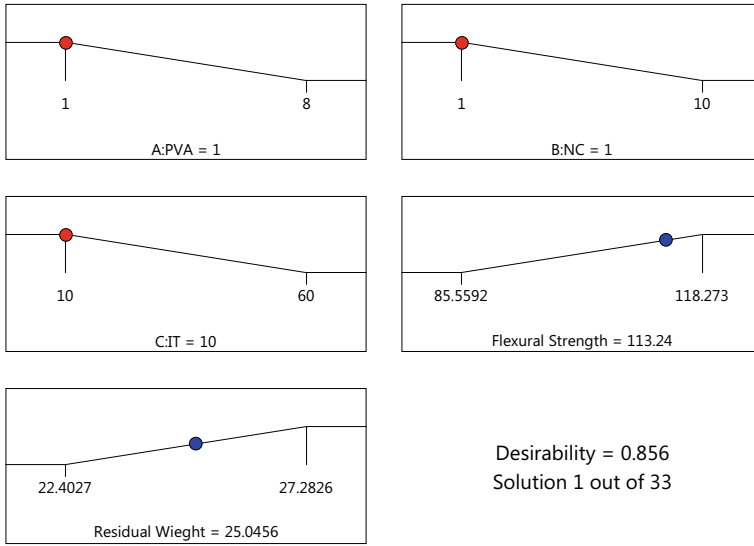 1 8
A:PVA = 1
1 10
B:NC = 1
10 60
C:IT = 10
85.5592 118.273
Flexural Strength = 113.24
22.4027 27.2826
Residual Wieght = 25.0456
Desirability = 0.856
Solution 1 out of 33